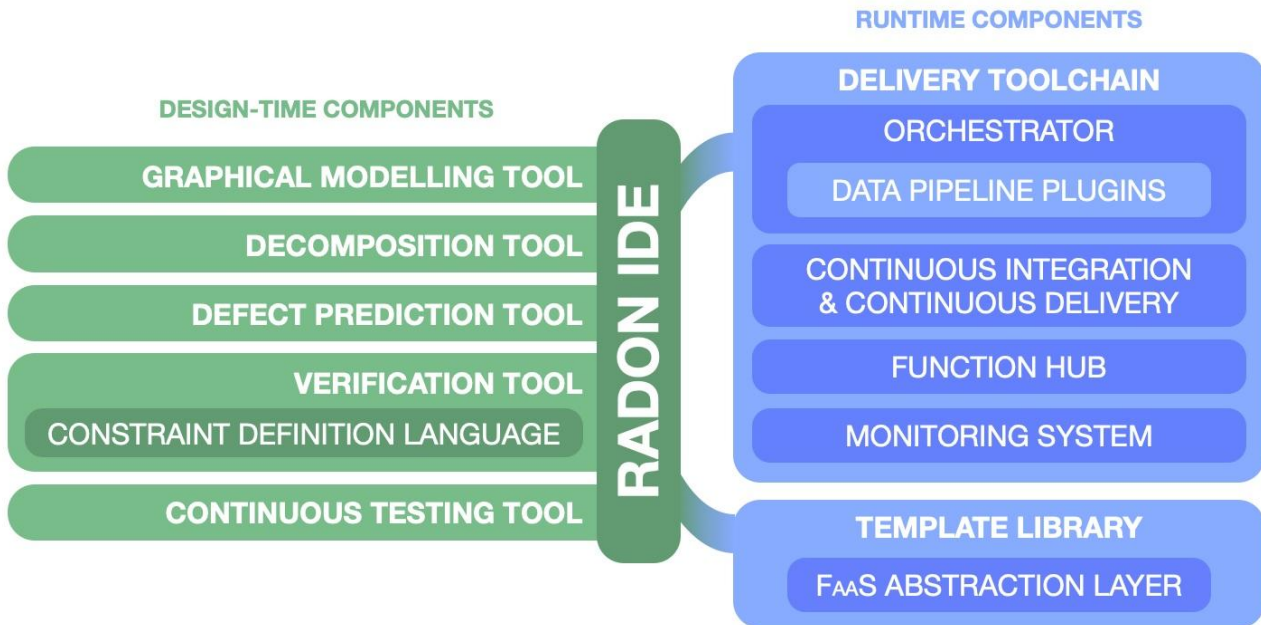 DESIGN-TIME COMPONENTS
GRAPHICAL MODELLING TOOL
DECOMPOSITION TOOL
DEFECT PREDICTION TOOL
VERIFICATION TOOL
CONSTRAINT DEFINITION LANGUAGE
CONTINUOUS TESTING TOOL
RADON IDE
RUNTIME COMPONENTS
DELIVERY TOOLCHAIN
ORCHESTRATOR
DATA PIPELINE PLUGINS
CONTINUOUS INTEGRATION
& CONTINUOUS DELIVERY
FUNCTION HUB
MONITORING SYSTEM
TEMPLATE LIBRARY
FAAS ABSTRACTION LAYER